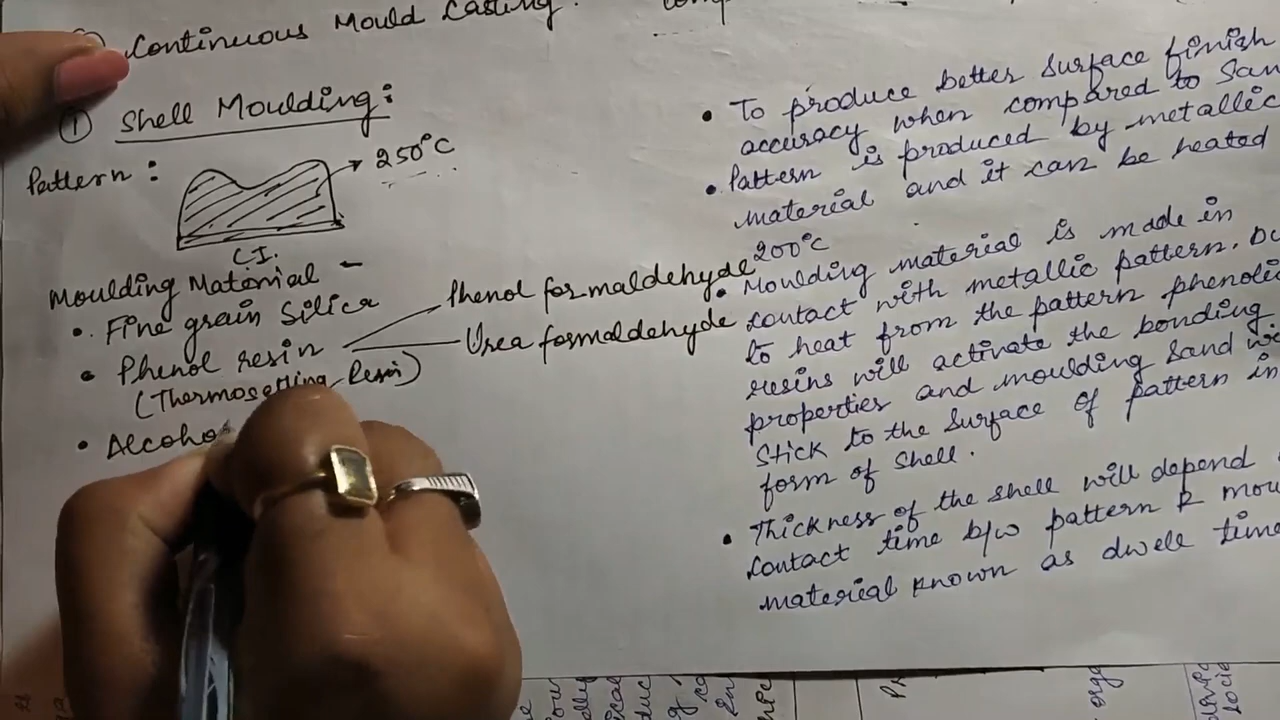 Continuous Mould Casting.
① Shell Moulding:
Pattern:
250°C
C.I.
Moulding Material -
• Fine grain Silica
• Phenol resin
Phenol formaldehyde
Urea formaldehyde
(Thermosetting Resin)
• Alcoho
• To produce better surface finish
accuracy when compared to San
• Pattern is produced by metallic
material and it can be heated
200°C
• Moulding material is made in
contact with metallic pattern. Du
to heat from the pattern phenoli
resins will activate the bonding
properties and moulding sand wi
stick to the surface of pattern in
form of shell.
• Thickness of the shell will depend
contact time b/w pattern & mou
material known as dwell time